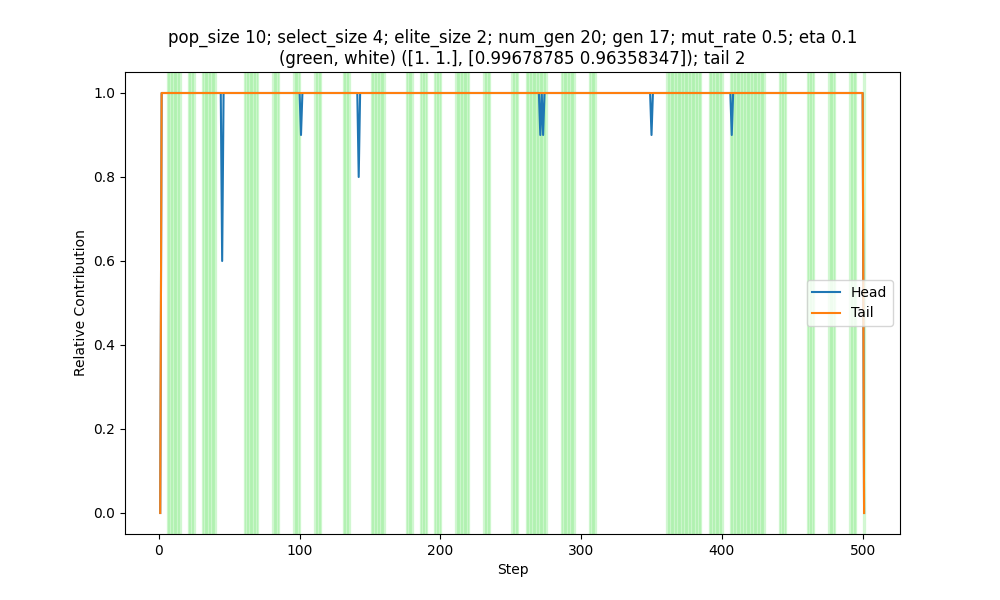 pop_size 10; select_size 4; elite_size 2; num_gen 20; gen 17; mut_rate 0.5; eta 0.1
(green, white) ([1. 1.], [0.99678785 0.96358347]); tail 2
1.0
0.8
0.6
0.4
0.2
0.0
Relative Contribution
Head
Tail
0
100
200
300
400
500
Step